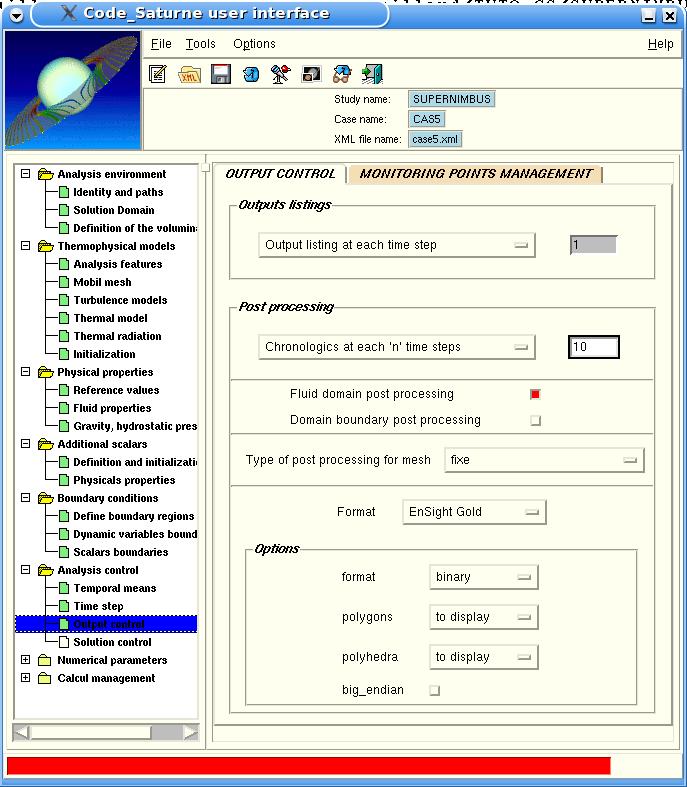 Code_Saturne user interface
File Tools Options Help
XML
Study name: SUPERNIMBUS
Case name: CAS5
XML file name: case5.xml
Analysis environment
Identity and paths
Solution Domain
Definition of the volumin
Thermophysical models
Analysis features
Mobil mesh
Turbulence models
Thermal model
Thermal radiation
Initialization
Physical properties
Reference values
Fluid properties
Gravity, hydrostatic pres
Additional scalars
Definition and initializati
Physicals properties
Boundary conditions
Define boundary regions
Dynamic variables bound
Scalars boundaries
Analysis control
Temporal means
Time step
Output control
Solution control
Numerical parameters
Calcul management
OUTPUT CONTROL MONITORING POINTS MANAGEMENT
Outputs listings
Output listing at each time step 1
Post processing
Chronologics at each 'n' time steps 10
Fluid domain post processing
Domain boundary post processing
Type of post processing for mesh fixe
Format EnSight Gold
Options
format binary
polygons to display
polyhedra to display
big_endian